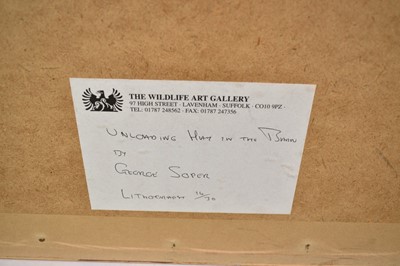 THE WILDLIFE ART GALLERY
97 HIGH STREET · LAVENHAM · SUFFOLK · CO10 9PZ ·
TEL: 01787 248562 · FAX: 01787 247356
UNLOADING HAY IN THE BARN
BY
GEORGE SOPER
LITHOGRAPH